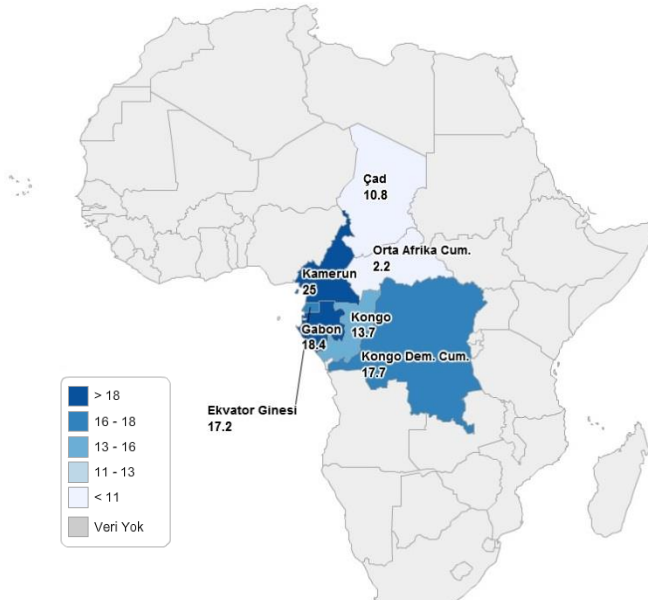 Çad
10.8
Orta Afrika Cum.
2.2
Kamerun
25
Kongo
13.7
Gabon
18.4
Kongo Dem. Cum.
17.7
Ekvator Ginesi
17.2
> 18
16 - 18
13 - 16
11 - 13
< 11
Veri Yok